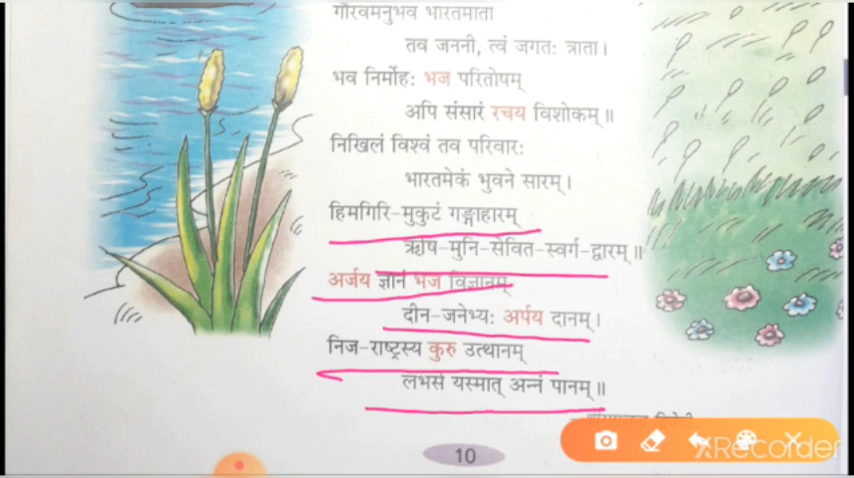 गौरवमनुभव भारतमाता
तव जननी, त्वं जगतः त्राता।
भव निर्मोहः भज परितोषम्
अपि संसारं रचय विशोकम्॥
निखिलं विश्वं तव परिवारः
भारतमेकं भुवने सारम्।
हिमगिरि-मुकुटं गङ्गाहारम्
ऋषि-मुनि-सेवित-स्वर्ग-द्वारम्॥
अर्जय ज्ञानं भज विज्ञानम्
दीन-जनेभ्यः अर्पय दानम्।
निज-राष्ट्रस्य कुरु उत्थानम्
लभसे यस्मात् अन्नं पानम्॥
10
XRecorder